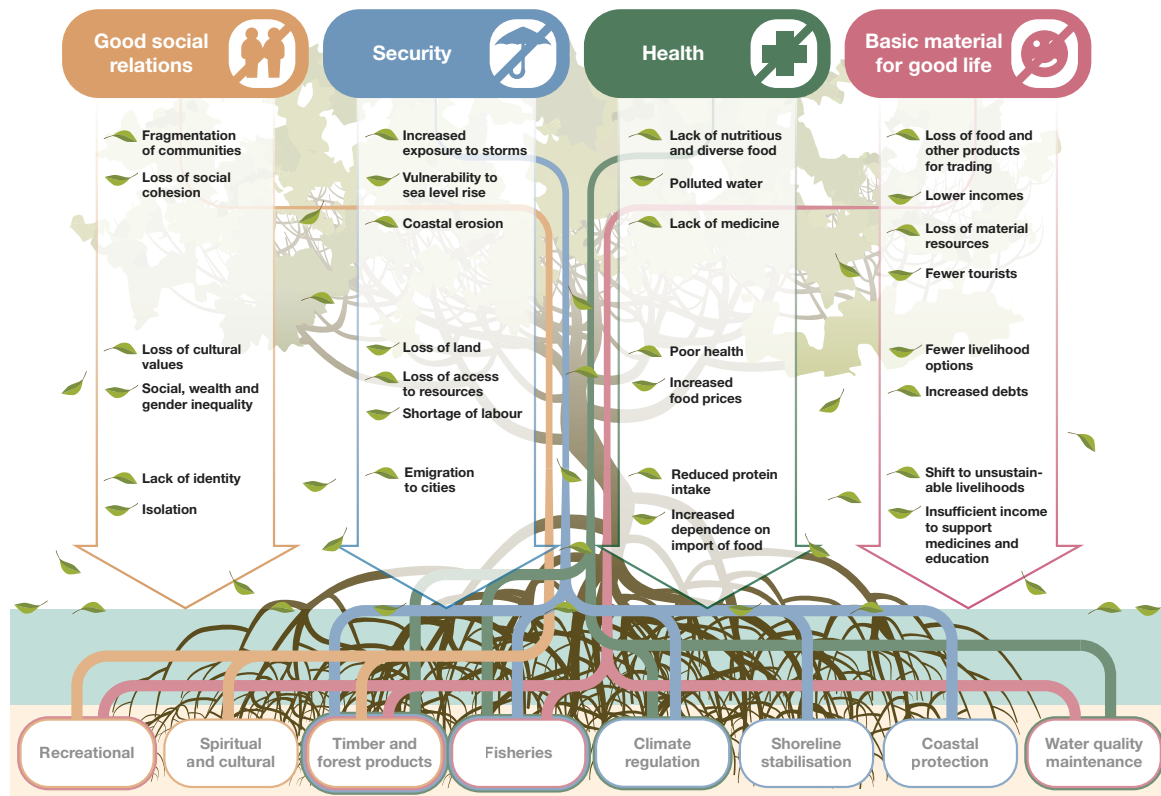 Good social
relations
Security
Health
Basic material
for good life
Fragmentation
of communities
Loss of social
cohesion
Loss of cultural
values
Social, wealth and
gender inequality
Lack of identity
Isolation
Increased
exposure to storms
Vulnerability to
sea level rise
Coastal erosion
Loss of land
Loss of access
to resources
Shortage of labour
Emigration
to cities
Lack of nutritious
and diverse food
Polluted water
Lack of medicine
Poor health
Increased
food prices
Reduced protein
intake
Increased
dependence on
import of food
Loss of food and
other products
for trading
Lower incomes
Loss of material
resources
Fewer tourists
Fewer livelihood
options
Increased debts
Shift to unsustain-
able livelihoods
Insufficient income
to support
medicines and
education
Recreational
Spiritual
and cultural
Timber and
forest products
Fisheries
Climate
regulation
Shoreline
stabilisation
Coastal
protection
Water quality
maintenance